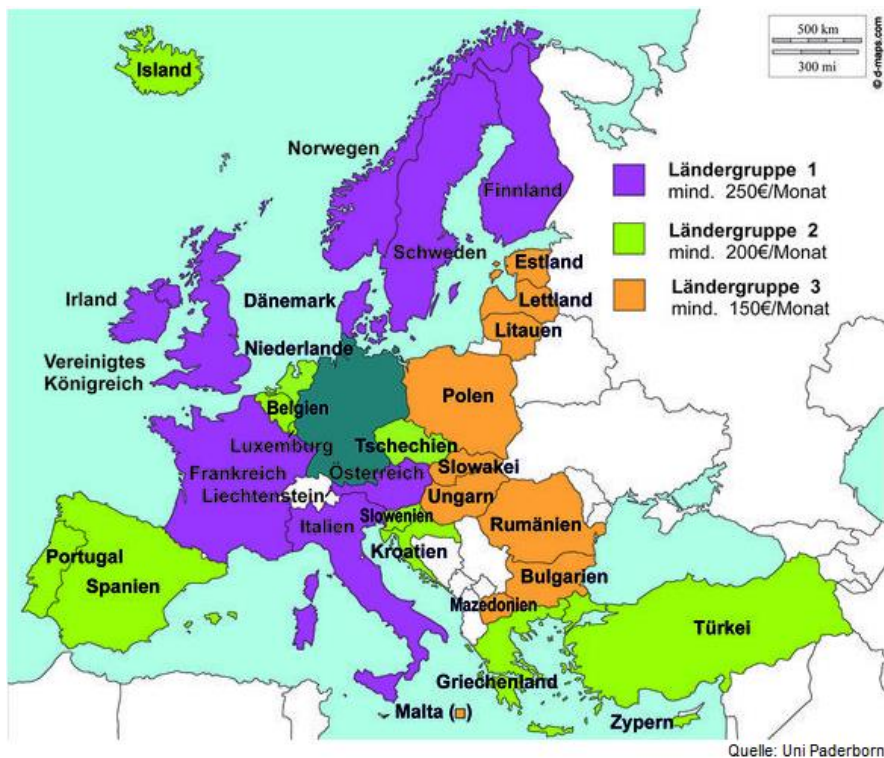 500 km
300 mi
© d-maps.com
Island
Norwegen
Finnland
Schweden
Ländergruppe 1
mind. 250€/Monat
Ländergruppe 2
mind. 200€/Monat
Ländergruppe 3
mind. 150€/Monat
Estland
Lettland
Litauen
Irland
Dänemark
Vereinigtes
Königreich
Niederlande
Belgien
Polen
Luxemburg
Tschechien
Frankreich
Österreich
Slowakei
Liechtenstein
Ungarn
Italien
Slowenien
Rumänien
Kroatien
Portugal
Spanien
Bulgarien
Mazedonien
Türkei
Griechenland
Malta ( )
Zypern
Quelle: Uni Paderborn